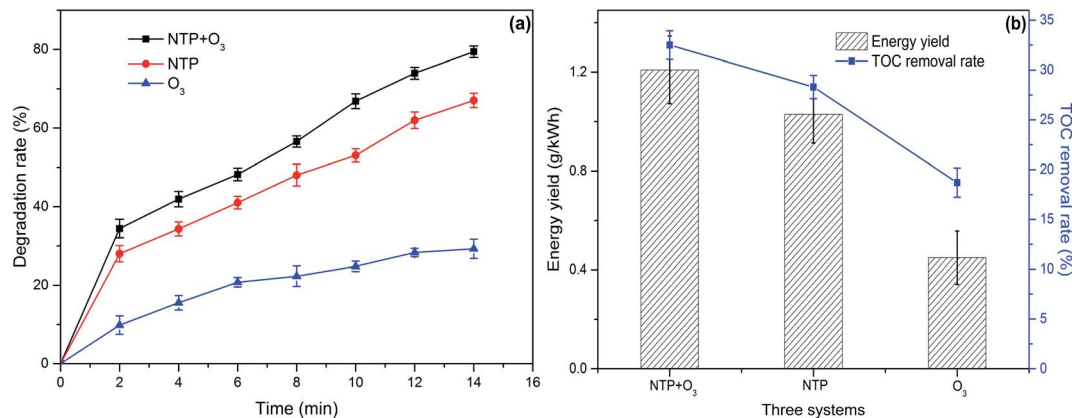 (a)
NTP+O₃
NTP
O₃
Degradation rate (%)
80
60
40
20
0
0 2 4 6 8 10 12 14 16
Time (min)
(b)
Energy yield
TOC removal rate
Energy yield (g/kWh)
1.2
0.8
0.4
0.0
35
30
25
20
15
10
5
0
TOC removal rate (%)
NTP+O₃ NTP O₃
Three systems